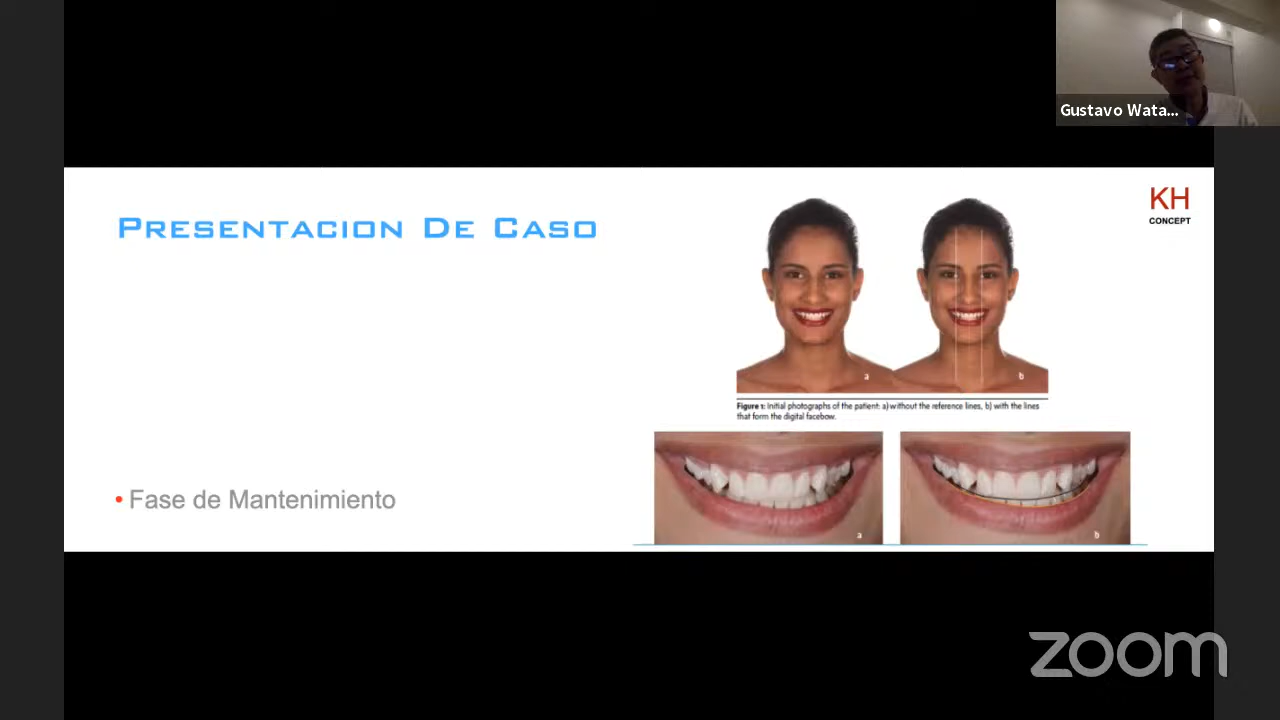 Gustavo Wata...
PRESENTACION DE CASO
KH
CONCEPT
a
b
Figure 1: Initial photographs of the patient: a) without the reference lines, b) with the lines
that form the digital facebow.
• Fase de Mantenimiento
a
b
zoom